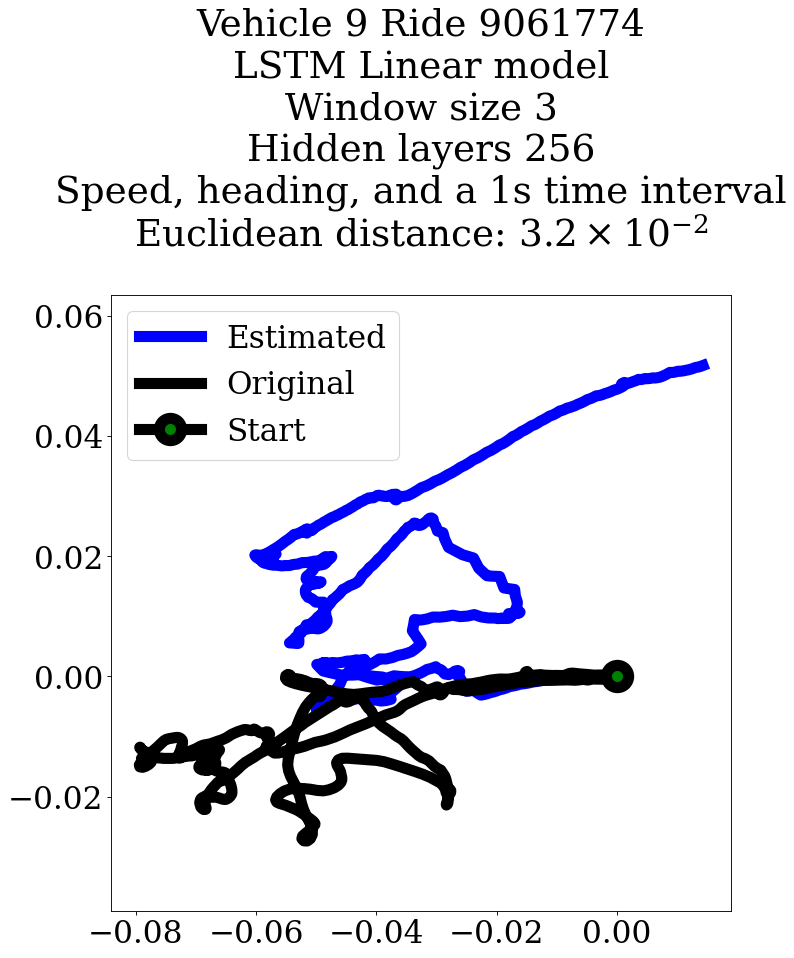 Vehicle 9 Ride 9061774
LSTM Linear model
Window size 3
Hidden layers 256
Speed, heading, and a 1s time interval
Euclidean distance: 3.2 × 10⁻²
Estimated
Original
Start
0.06
0.04
0.02
0.00
−0.02
−0.08 −0.06 −0.04 −0.02 0.00